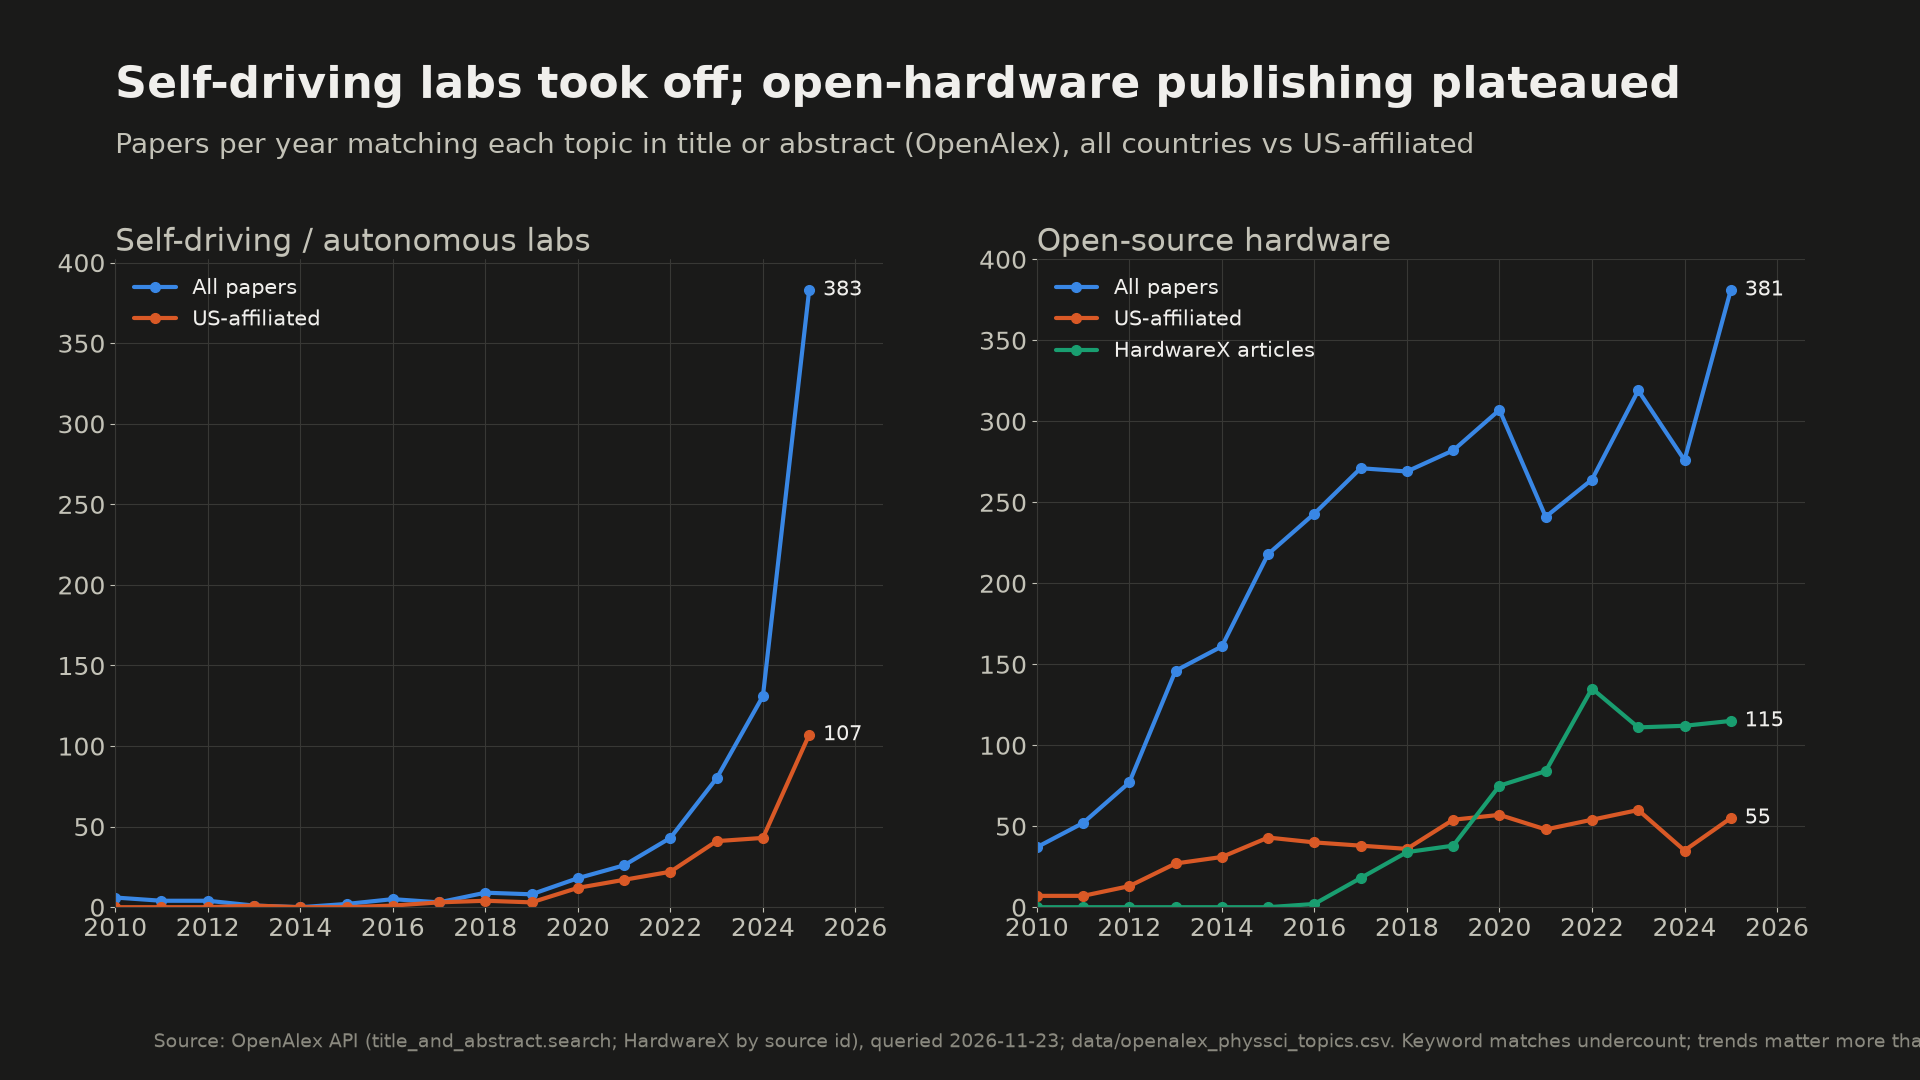 Self-driving labs took off; open-hardware publishing plateaued
Papers per year matching each topic in title or abstract (OpenAlex), all countries vs US-affiliated
Self-driving / autonomous labs
400
350
300
250
200
150
100
50
0
All papers
US-affiliated
383
107
2010 2012 2014 2016 2018 2020 2022 2024 2026
Open-source hardware
400
350
300
250
200
150
100
50
0
All papers
US-affiliated
HardwareX articles
381
115
55
2010 2012 2014 2016 2018 2020 2022 2024 2026
Source: OpenAlex API (title_and_abstract.search; HardwareX by source id), queried 2026-11-23; data/openalex_physsci_topics.csv. Keyword matches undercount; trends matter more